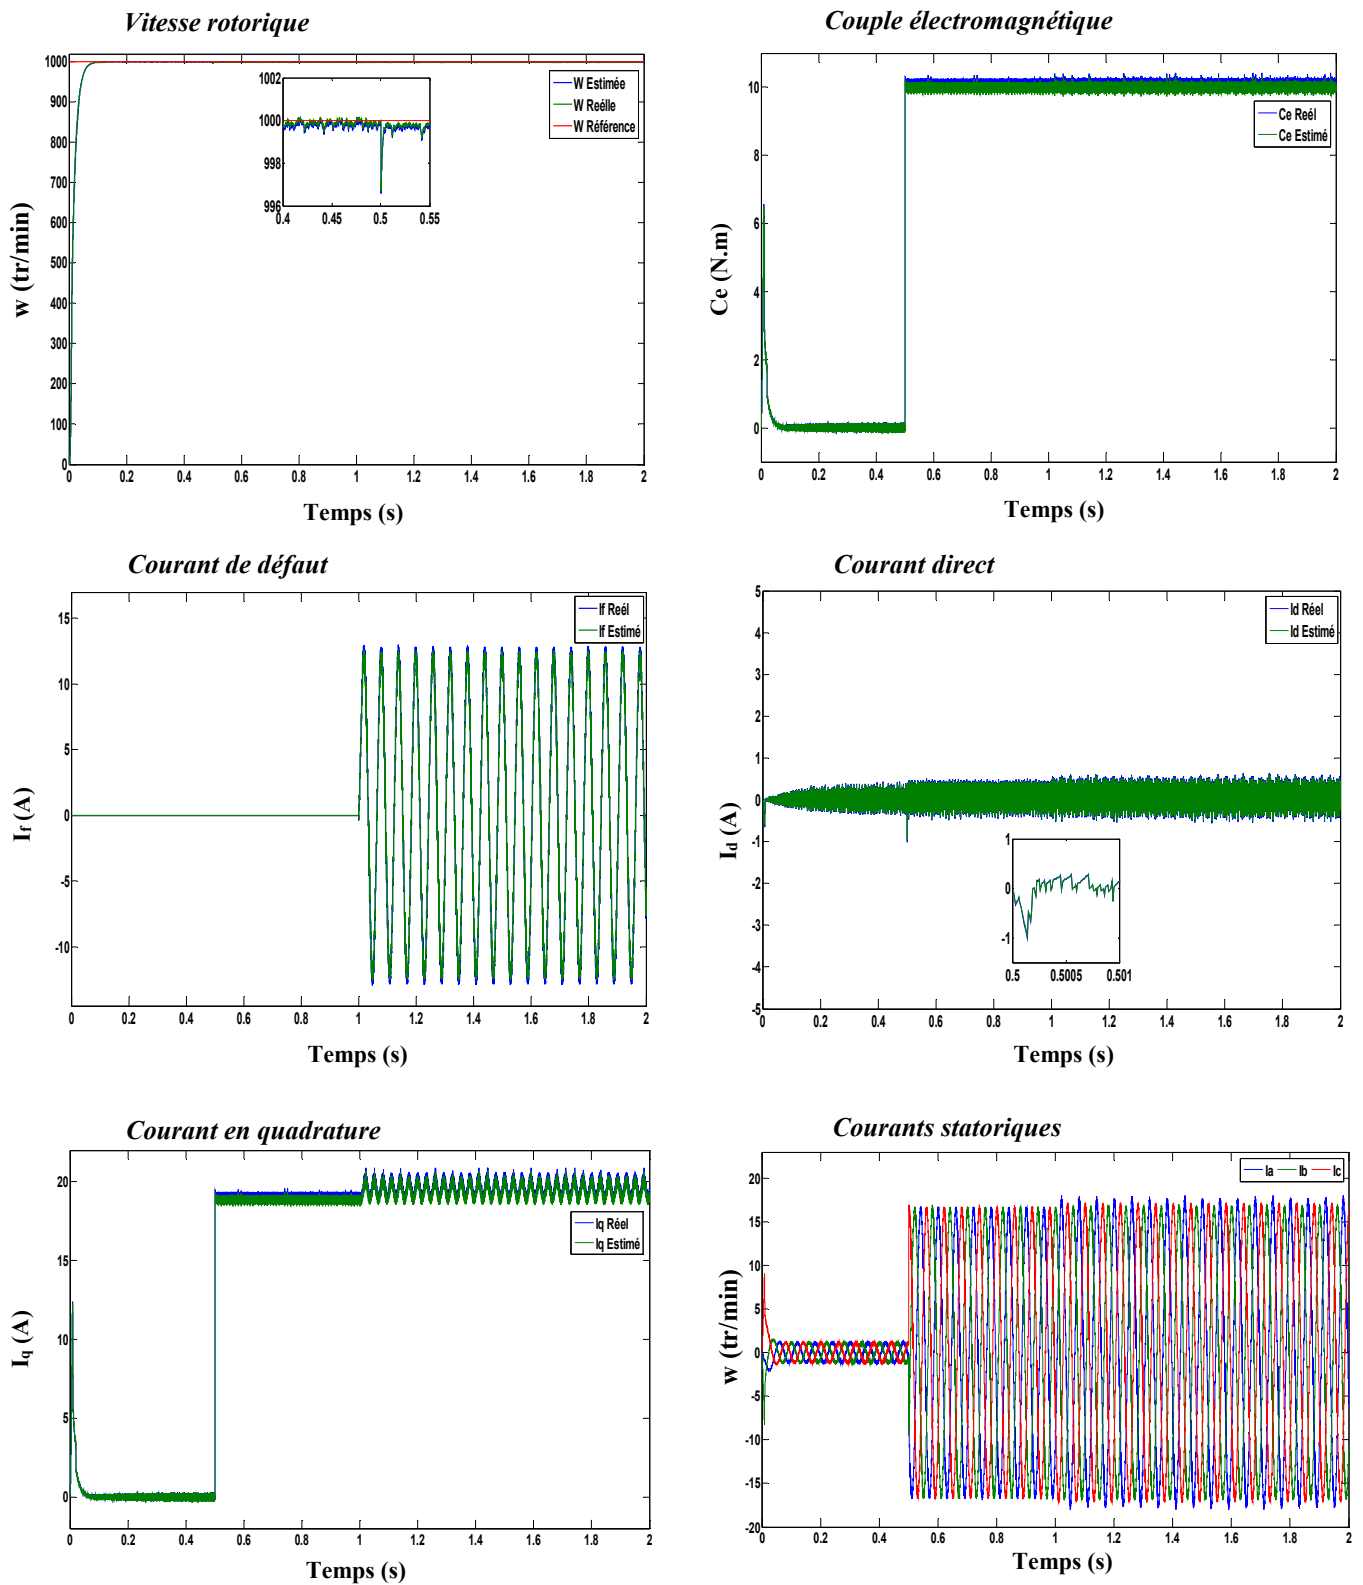 Vitesse rotorique
1000
900
800
700
600
500
400
300
200
100
0
0 0.2 0.4 0.6 0.8 1 1.2 1.4 1.6 1.8 2
w (tr/min)
Temps (s)
W Estimée
W Reélle
W Référence
1002
1000
998
996
0.4 0.45 0.5 0.55
Couple électromagnétique
10
8
6
4
2
0
0 0.2 0.4 0.6 0.8 1 1.2 1.4 1.6 1.8 2
Ce (N.m)
Temps (s)
Ce Reél
Ce Estimé
Courant de défaut
15
10
5
0
-5
-10
0 0.2 0.4 0.6 0.8 1 1.2 1.4 1.6 1.8 2
If (A)
Temps (s)
If Reél
If Estimé
Courant direct
5
4
3
2
1
0
-1
-2
-3
-4
-5
0 0.2 0.4 0.6 0.8 1 1.2 1.4 1.6 1.8 2
Id (A)
Temps (s)
Id Réel
Id Estimé
1
0
-1
0.5 0.5005 0.501
Courant en quadrature
20
15
10
5
0
0 0.2 0.4 0.6 0.8 1 1.2 1.4 1.6 1.8 2
Iq (A)
Temps (s)
Iq Réel
Iq Estimé
Courants statoriques
20
15
10
5
0
-5
-10
-15
-20
0 0.2 0.4 0.6 0.8 1 1.2 1.4 1.6 1.8 2
w (tr/min)
Temps (s)
Ia Ib Ic